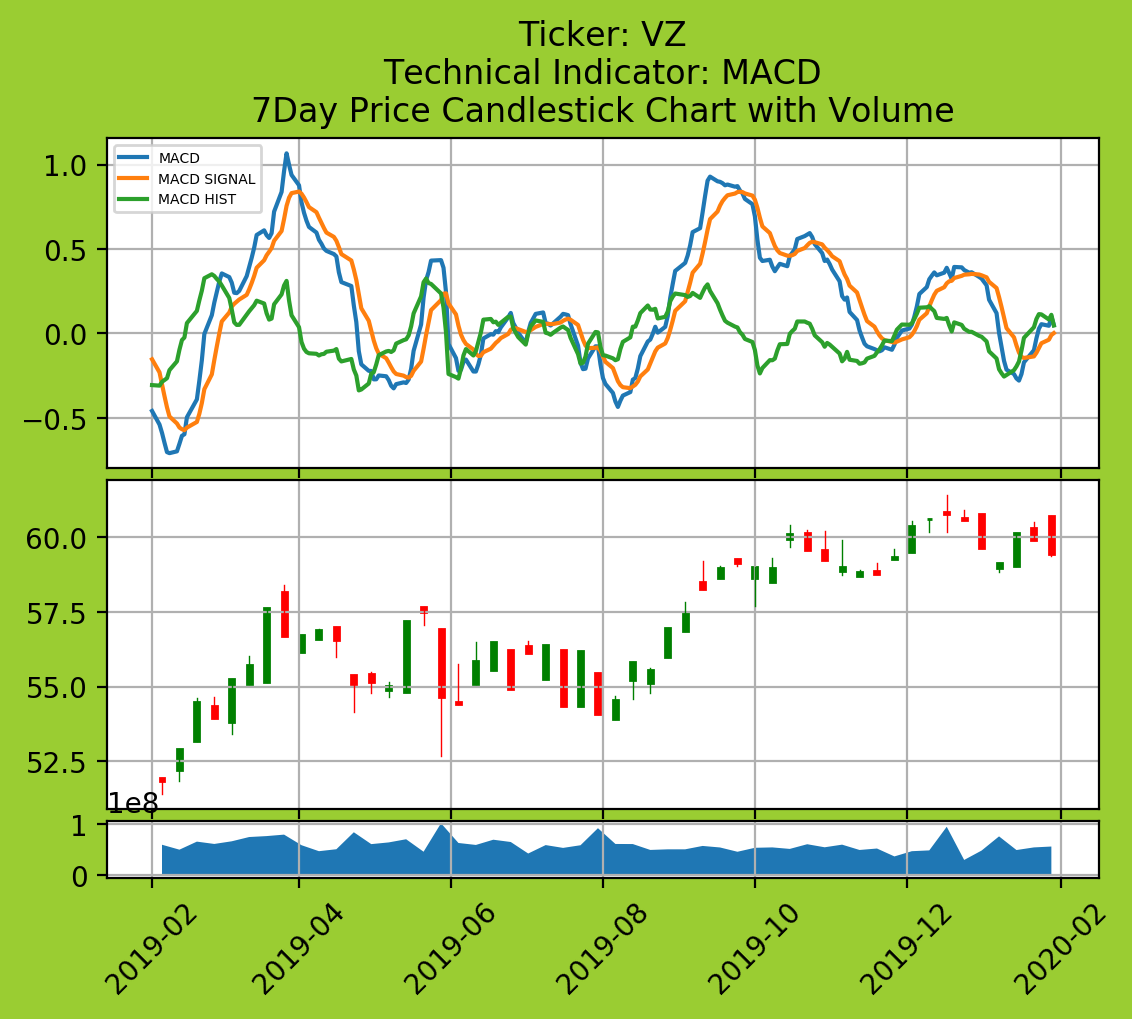 Ticker: VZ
Technical Indicator: MACD
7Day Price Candlestick Chart with Volume
MACD
MACD SIGNAL
MACD HIST
1.0
0.5
0.0
−0.5
60.0
57.5
55.0
52.5
1e8
1
0
2019-02
2019-04
2019-06
2019-08
2019-10
2019-12
2020-02